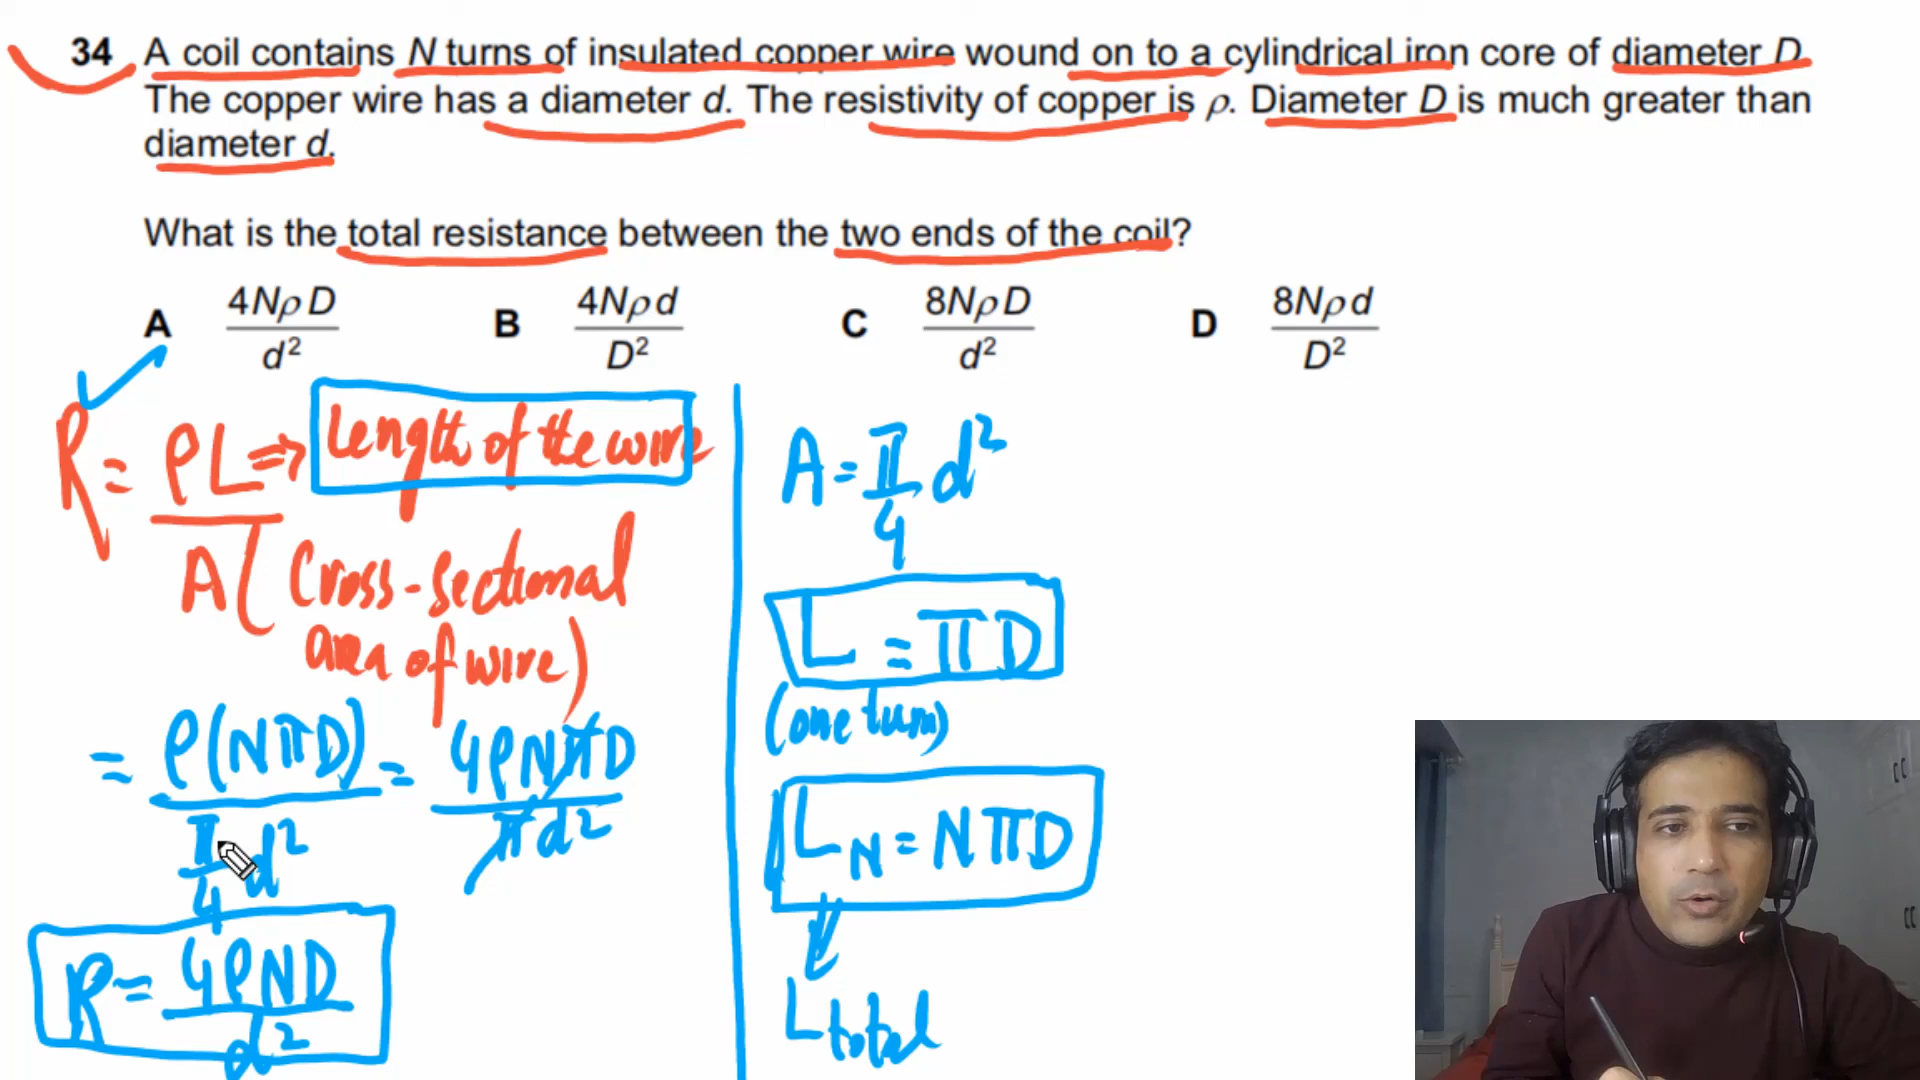 34 A coil contains N turns of insulated copper wire wound on to a cylindrical iron core of diameter D.
The copper wire has a diameter d. The resistivity of copper is ρ. Diameter D is much greater than
diameter d.
What is the total resistance between the two ends of the coil?
A 4NρD / d² B 4Nρd / D² C 8NρD / d² D 8Nρd / D²
R = ρL / A ⇒ Length of the wire
(Cross-sectional
area of wire)
= ρ(NπD) / π/4 d² = 4ρNπD / πd²
R = 4ρND / d²
A = π/4 d²
L = πD
(one turn)
L_N = NπD
L total